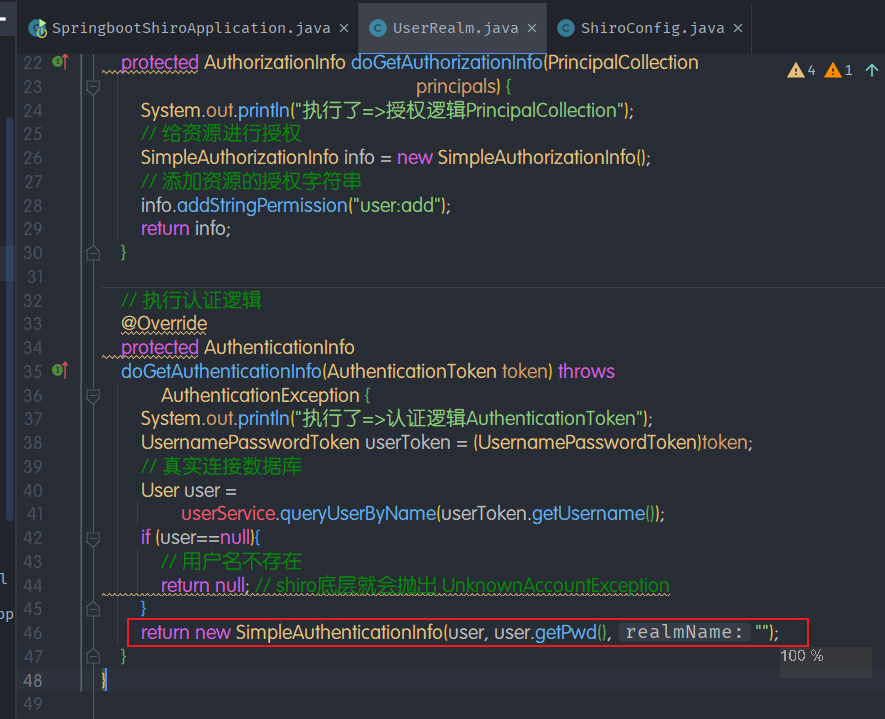 SpringbootShiroApplication.java × UserRealm.java × ShiroConfig.java ×
22 protected AuthorizationInfo doGetAuthorizationInfo(PrincipalCollection 4 1
23 principals) {
24 System.out.println("执行了=>授权逻辑PrincipalCollection");
25 // 给资源进行授权
26 SimpleAuthorizationInfo info = new SimpleAuthorizationInfo();
27 // 添加资源的授权字符串
28 info.addStringPermission("user:add");
29 return info;
30 }
31
32 // 执行认证逻辑
33 @Override
34 protected AuthenticationInfo
35 doGetAuthenticationInfo(AuthenticationToken token) throws
36 AuthenticationException {
37 System.out.println("执行了=>认证逻辑AuthenticationToken");
38 UsernamePasswordToken userToken = (UsernamePasswordToken)token;
39 // 真实连接数据库
40 User user =
41 userService.queryUserByName(userToken.getUsername());
42 if (user==null){
43 // 用户名不存在
44 return null; // shiro底层就会抛出 UnknownAccountException
45 }
46 return new SimpleAuthenticationInfo(user, user.getPwd(), realmName: "");
47 }
100 %
48 }
49